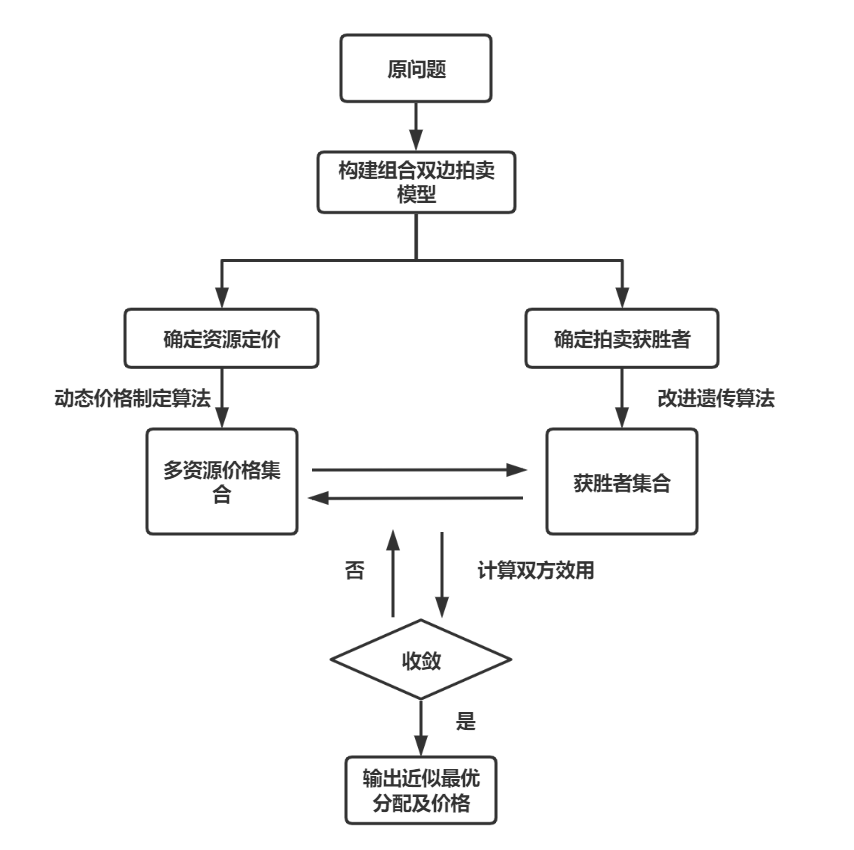 原问题
构建组合双边拍卖
模型
确定资源定价
确定拍卖获胜者
动态价格制定算法
改进遗传算法
多资源价格集
合
获胜者集合
否
计算双方效用
收敛
是
输出近似最优
分配及价格